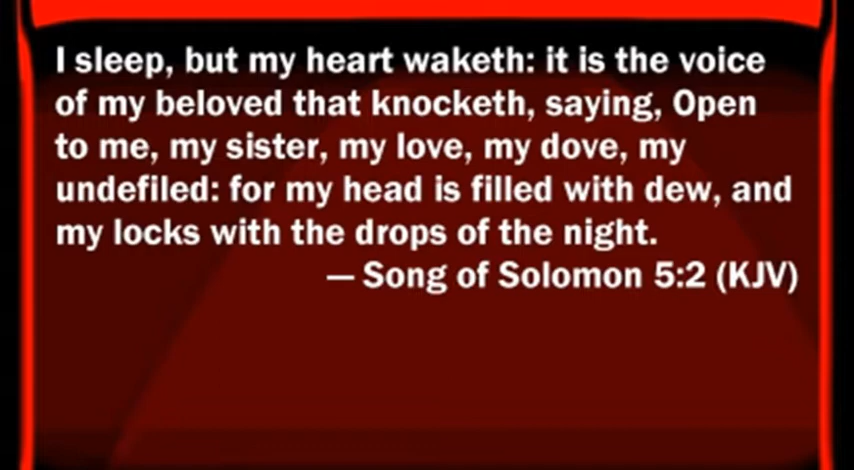 I sleep, but my heart waketh: it is the voice
of my beloved that knocketh, saying, Open
to me, my sister, my love, my dove, my
undefiled: for my head is filled with dew, and
my locks with the drops of the night.
— Song of Solomon 5:2 (KJV)